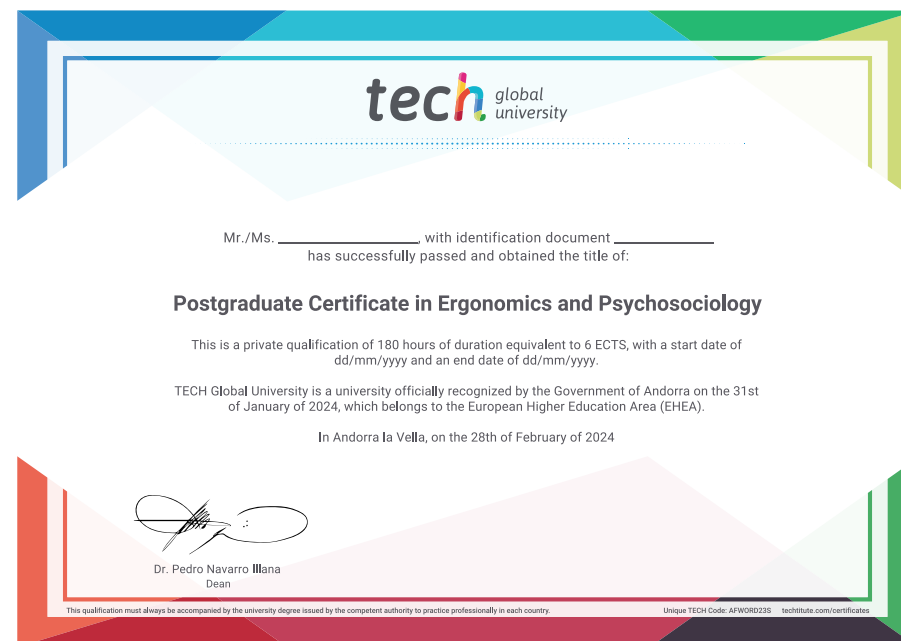 tech global university
Mr./Ms. ____________, with identification document ____________
has successfully passed and obtained the title of:
Postgraduate Certificate in Ergonomics and Psychosociology
This is a private qualification of 180 hours of duration equivalent to 6 ECTS, with a start date of
dd/mm/yyyy and an end date of dd/mm/yyyy.
TECH Global University is a university officially recognized by the Government of Andorra on the 31st
of January of 2024, which belongs to the European Higher Education Area (EHEA).
In Andorra la Vella, on the 28th of February of 2024
Dr. Pedro Navarro Illana
Dean
This qualification must always be accompanied by the university degree issued by the competent authority to practice professionally in each country. Unique TECH Code: AFWORD23S techtitute.com/certificates